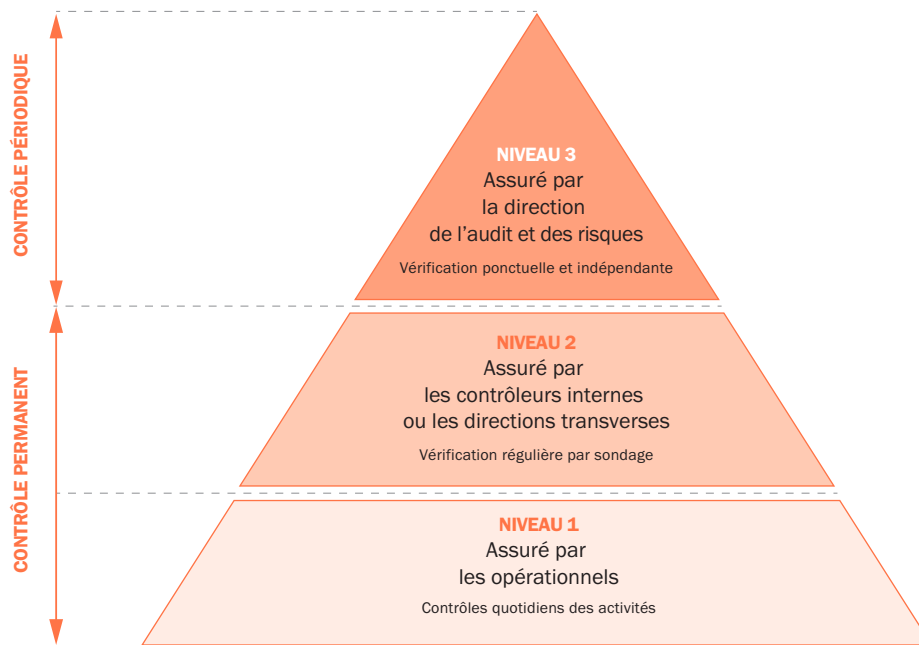 CONTRÔLE PÉRIODIQUE
NIVEAU 3
Assuré par
la direction
de l’audit et des risques
Vérification ponctuelle et indépendante
CONTRÔLE PERMANENT
NIVEAU 2
Assuré par
les contrôleurs internes
ou les directions transverses
Vérification régulière par sondage
NIVEAU 1
Assuré par
les opérationnels
Contrôles quotidiens des activités